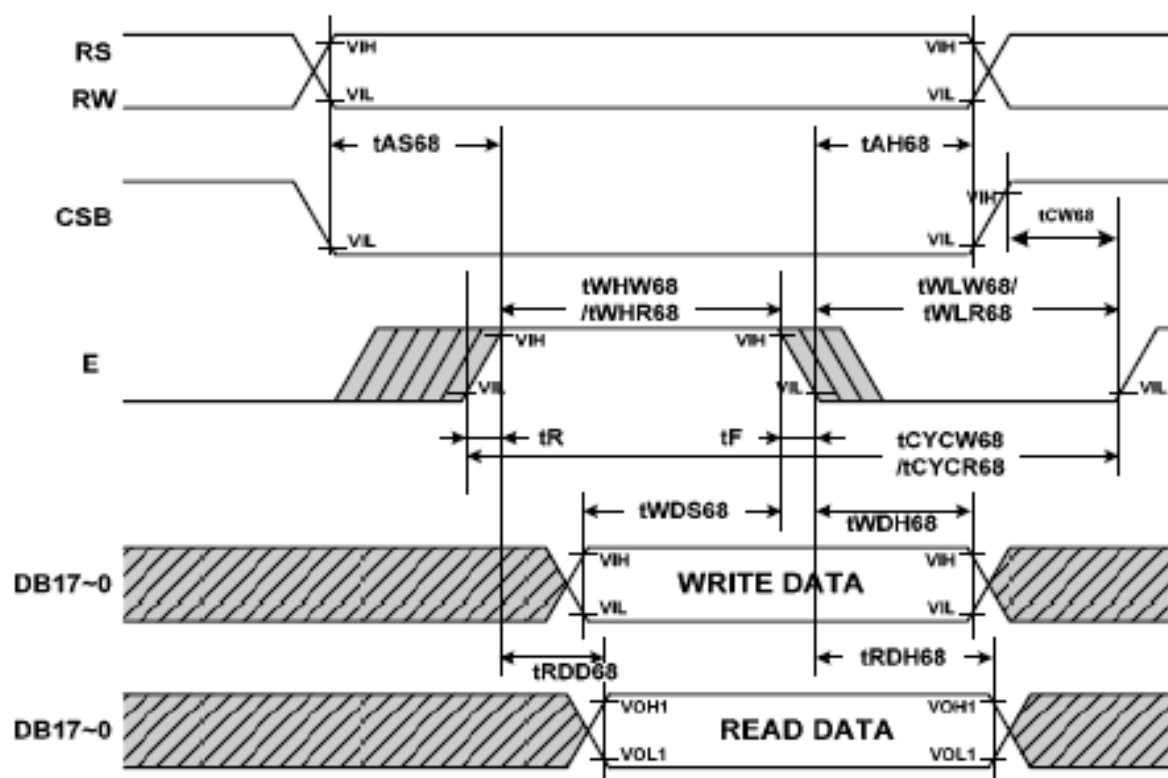 RS
VIH
VIH
RW
VIL
VIL
tAS68
tAH68
CSB
VIH
tCW68
VIL
VIL
tWHW68
/tWHR68
tWLW68/
tWLR68
E
VIH
VIH
VIL
VIL
VIL
tR
tF
tCYCW68
/tCYCR68
tWDS68
tWDH68
DB17~0
VIH
WRITE DATA
VIH
VIL
VIL
tRDD68
tRDH68
DB17~0
VOH1
READ DATA
VOH1
VOL1
VOL1